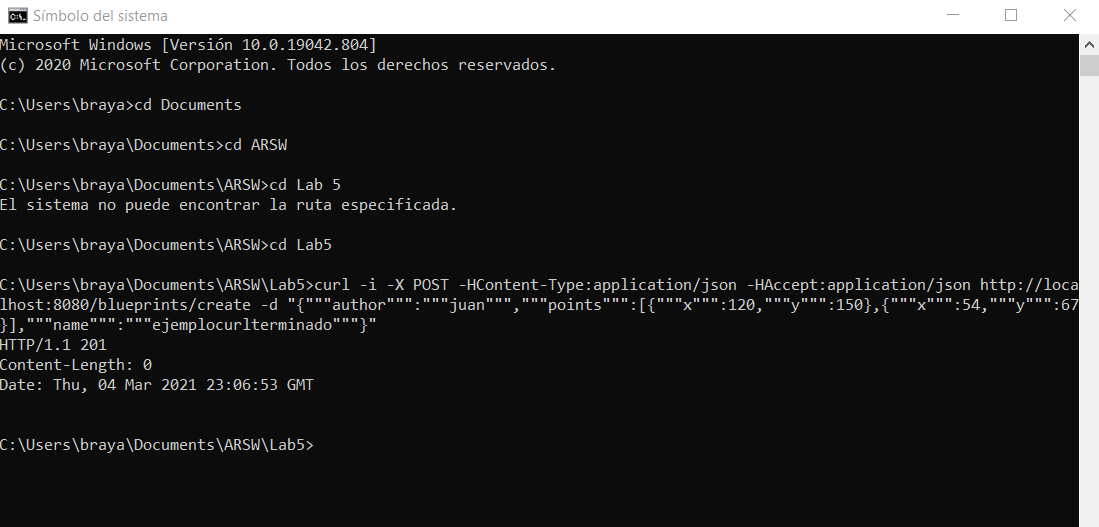 Símbolo del sistema
Microsoft Windows [Versión 10.0.19042.804]
(c) 2020 Microsoft Corporation. Todos los derechos reservados.
C:\Users\braya>cd Documents
C:\Users\braya\Documents>cd ARSW
C:\Users\braya\Documents\ARSW>cd Lab 5
El sistema no puede encontrar la ruta especificada.
C:\Users\braya\Documents\ARSW>cd Lab5
C:\Users\braya\Documents\ARSW\Lab5>curl -i -X POST -HContent-Type:application/json -HAccept:application/json http://loca
lhost:8080/blueprints/create -d "{"""author""":"""juan""","""points""":[{"""x""":120,"""y""":150},{"""x""":54,"""y""":67
}],"""name""":"""ejemplocurlterminado"""}"
HTTP/1.1 201
Content-Length: 0
Date: Thu, 04 Mar 2021 23:06:53 GMT
C:\Users\braya\Documents\ARSW\Lab5>